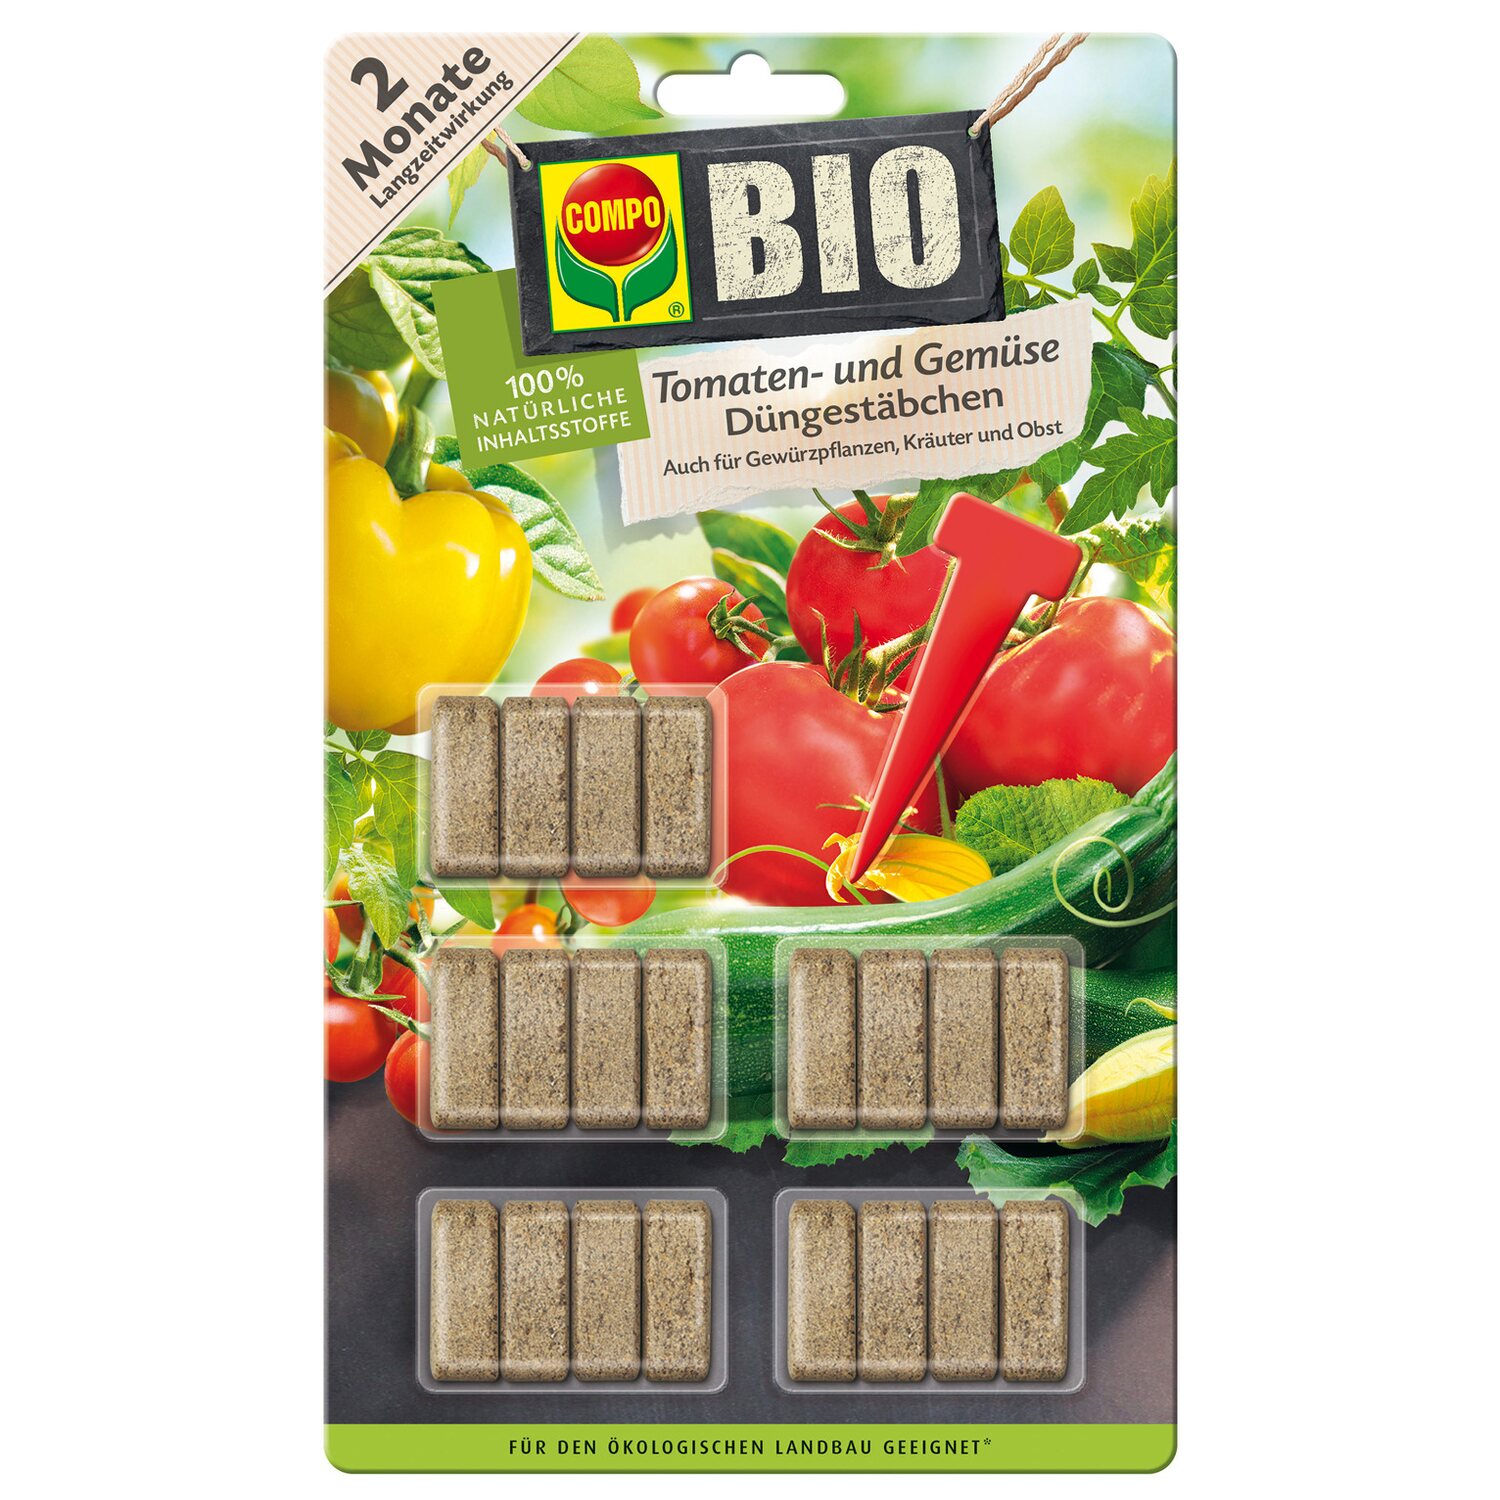 2
Monate
Langzeitwirkung
COMPO
®
BIO
100%
NATÜRLICHE
INHALTSSTOFFE
Tomaten- und Gemüse
Düngestäbchen
Auch für Gewürzpflanzen, Kräuter und Obst
FÜR DEN ÖKOLOGISCHEN LANDBAU GEEIGNET*